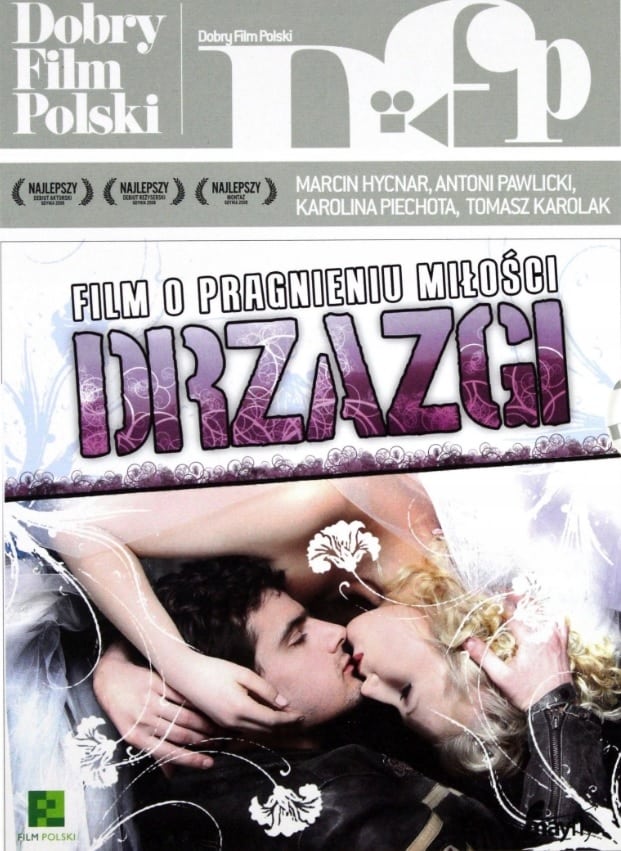 Dobry
Film
Polski
Dobry Film Polski
dfp
NAJLEPSZY
DEBIUT AKTORSKI
GDYNIA 2008
NAJLEPSZY
DEBIUT REŻYSERSKI
GDYNIA 2008
NAJLEPSZY
MONTAŻ
GDYNIA 2008
MARCIN HYCNAR, ANTONI PAWLICKI,
KAROLINA PIECHOTA, TOMASZ KAROLAK
FILM O PRAGNIENIU MIŁOŚCI
DRZAZGI
FILM POLSKI